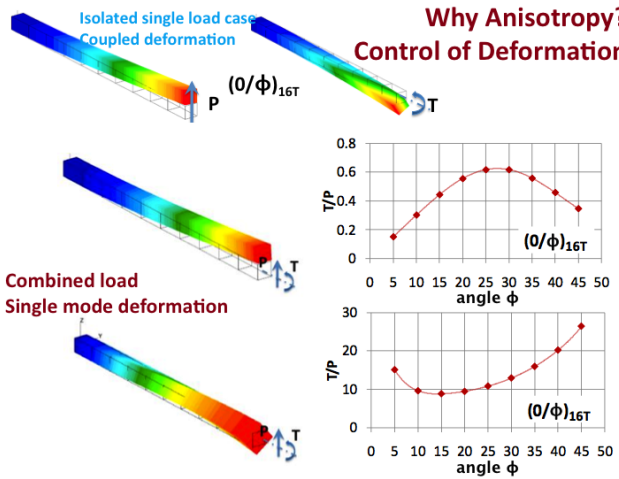 Isolated single load case
Coupled deformation
Why Anisotropy?
Control of Deformation
P
(0/ϕ)16T
T
P
T
T/P
0.8
0.6
0.4
0.2
0
(0/ϕ)16T
0 5 10 15 20 25 30 35 40 45 50
angle ϕ
Combined load
Single mode deformation
Z
Y
P
T
T/P
30
20
10
0
(0/ϕ)16T
0 5 10 15 20 25 30 35 40 45 50
angle ϕ